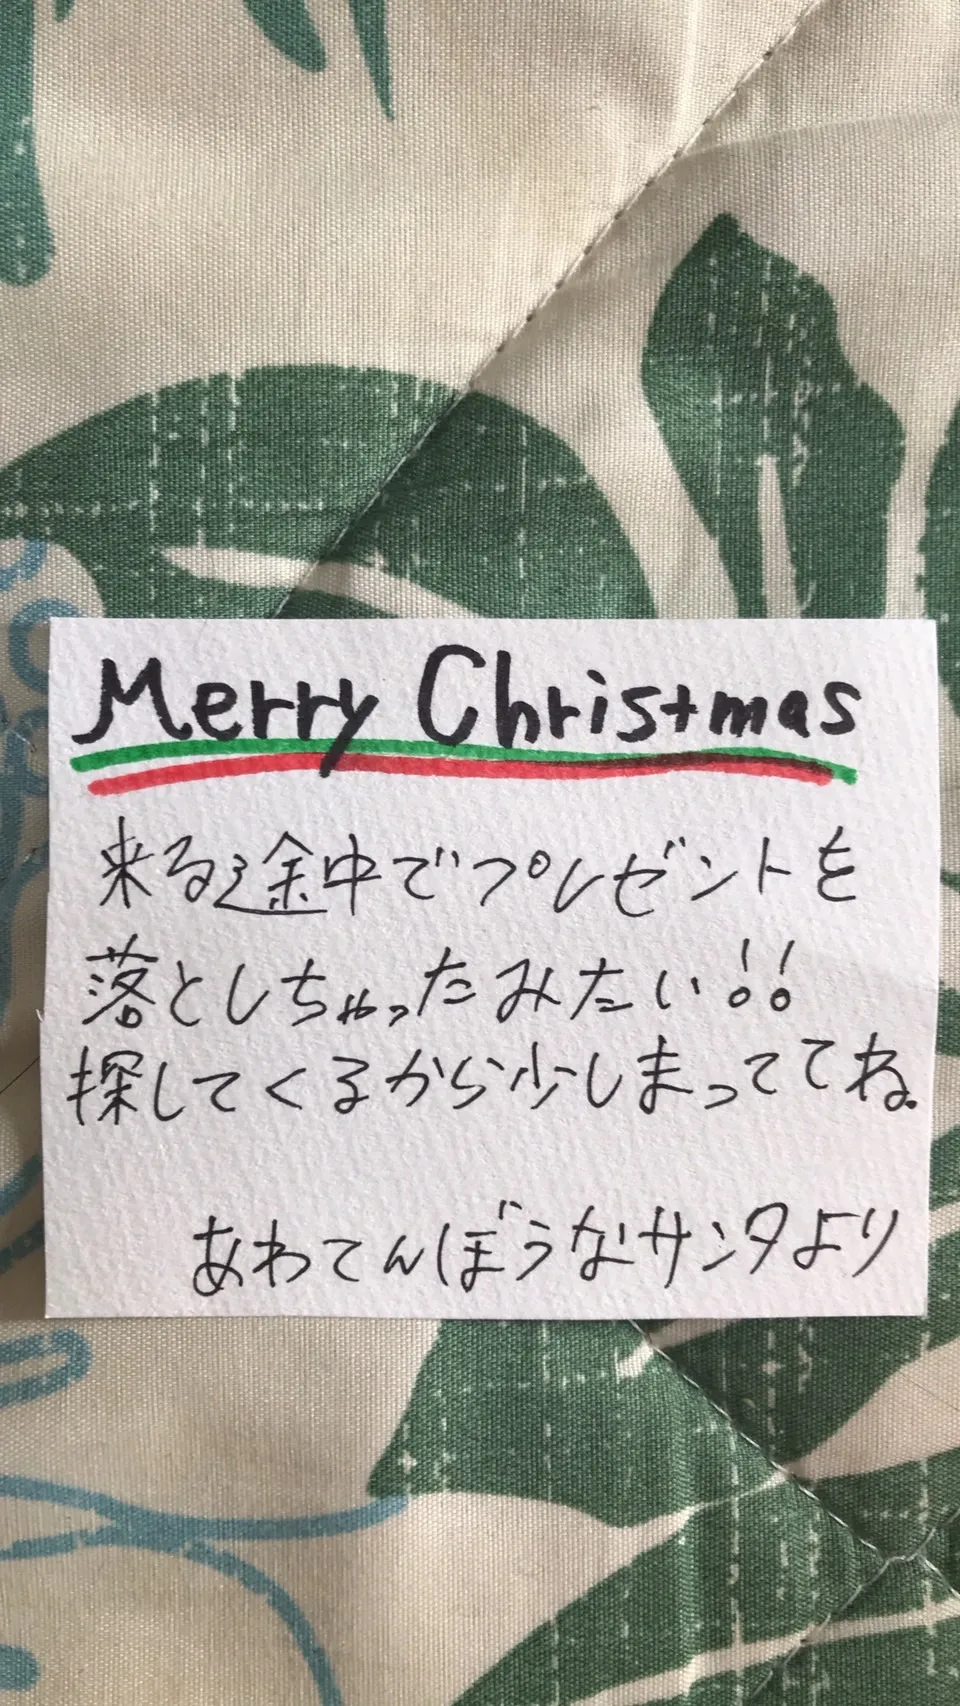 Merry Christmas
来る途中でプレゼントを
落としちゃったみたい!!
探してくるから少しまっててね.
あわてんぼうなサンタより